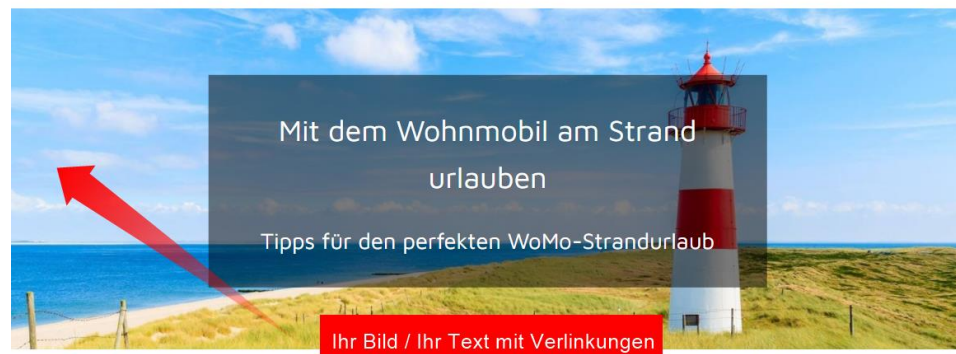 Mit dem Wohnmobil am Strand
urlauben
Tipps für den perfekten WoMo-Strandurlaub
Ihr Bild / Ihr Text mit Verlinkungen